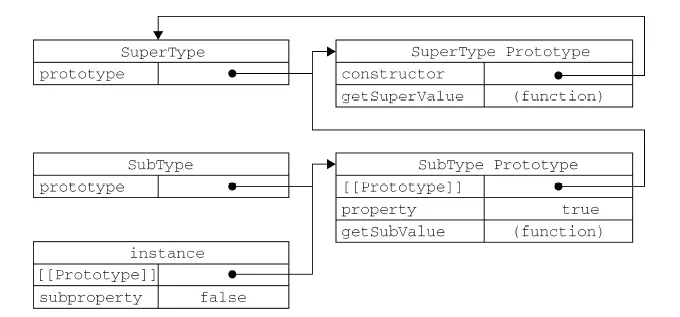 SuperType
prototype
SuperType Prototype
constructor
getSuperValue (function)
SubType
prototype
SubType Prototype
[[Prototype]]
property true
getSubValue (function)
instance
[[Prototype]]
subproperty false